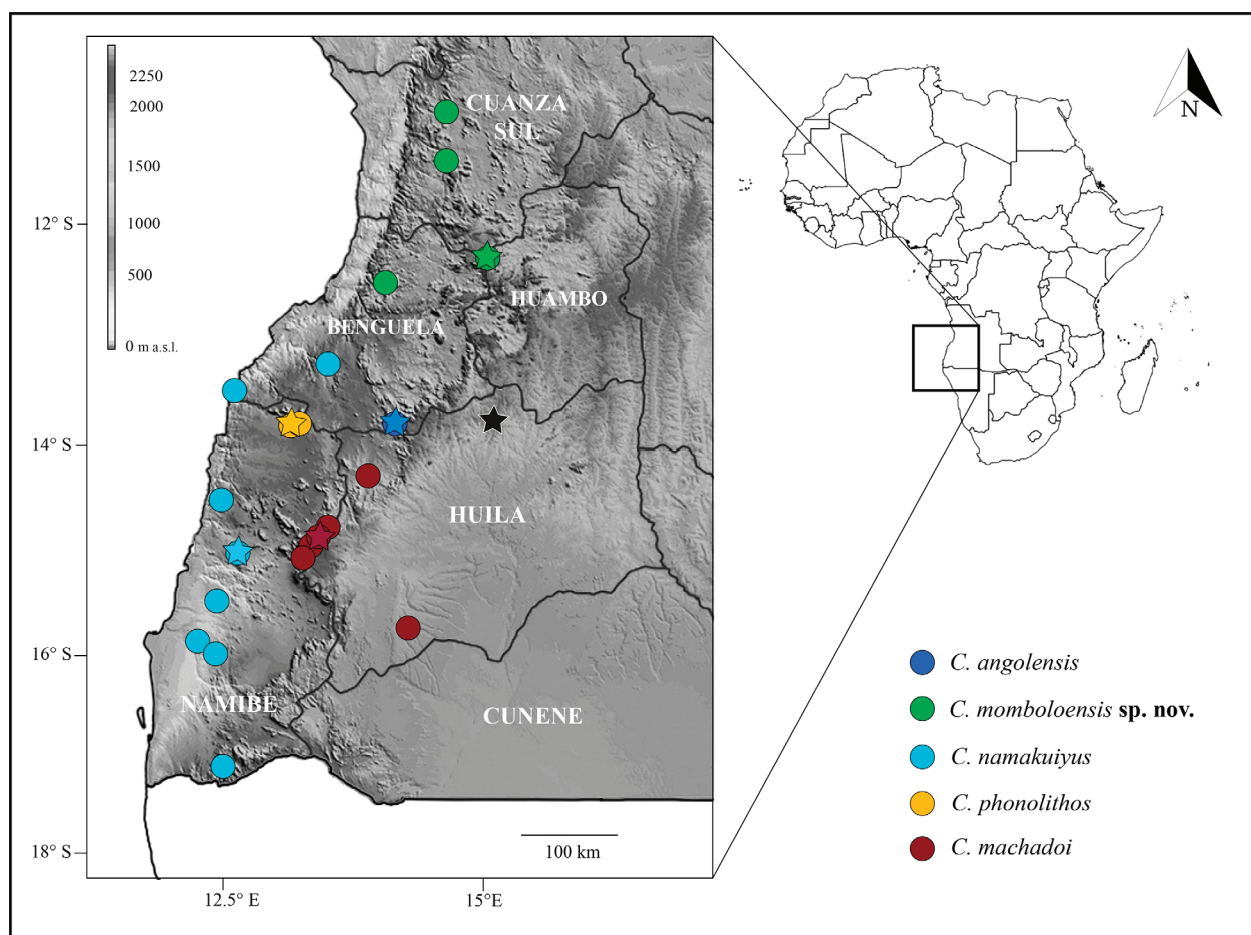 2250
2000
1500
1000
500
0 m a.s.l.
12° S
14° S
16° S
18° S
12.5° E
15°E
CUANZA
SUL
HUAMBO
BENGUELA
HUILA
NAMIBE
CUNENE
100 km
N
C. angolensis
C. momboloensis sp. nov.
C. namakuiyus
C. phonolithos
C. machadoi